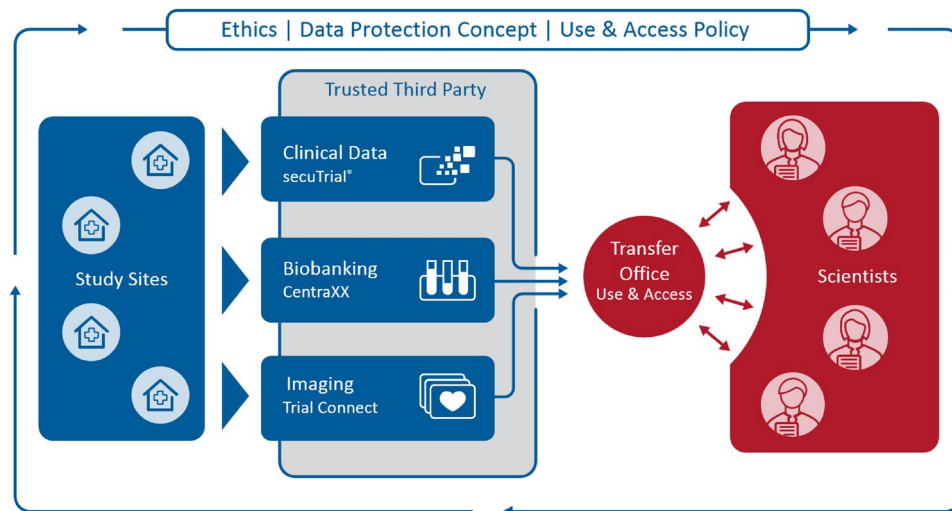 Ethics | Data Protection Concept | Use & Access Policy
Trusted Third Party
Study Sites
Clinical Data
secuTrial®
Biobanking
CentraXX
Imaging
Trial Connect
Transfer
Office
Use & Access
Scientists